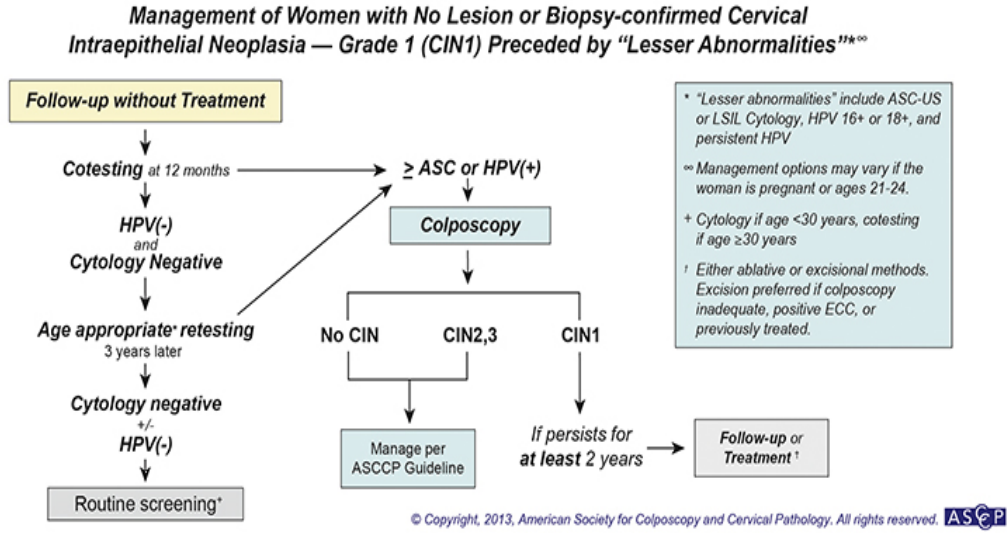 Management of Women with No Lesion or Biopsy-confirmed Cervical
Intraepithelial Neoplasia — Grade 1 (CIN1) Preceded by “Lesser Abnormalities”*∞
Follow-up without Treatment
Cotesting at 12 months
≥ ASC or HPV(+)
HPV(-)
and
Cytology Negative
Colposcopy
Age appropriate* retesting
3 years later
No CIN
CIN2,3
CIN1
Cytology negative
+/-
HPV(-)
Routine screening+
Manage per
ASCCP Guideline
If persists for
at least 2 years
Follow-up or
Treatment †
* “Lesser abnormalities” include ASC-US
or LSIL Cytology, HPV 16+ or 18+, and
persistent HPV
∞ Management options may vary if the
woman is pregnant or ages 21-24.
+ Cytology if age <30 years, cotesting
if age ≥30 years
† Either ablative or excisional methods.
Excision preferred if colposcopy
inadequate, positive ECC, or
previously treated.
© Copyright, 2013, American Society for Colposcopy and Cervical Pathology. All rights reserved.
ASCCP